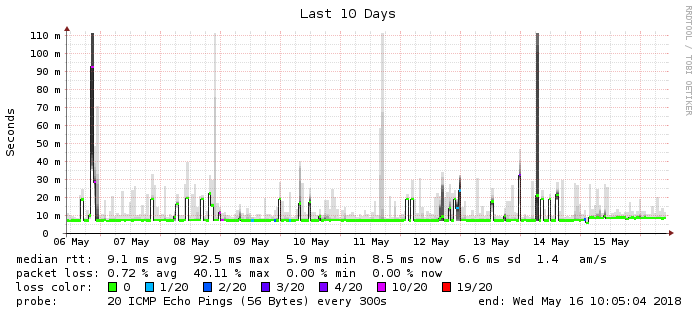 Last 10 Days
RRDTOOL / TOBI OETIKER
Seconds
110 m
100 m
90 m
80 m
70 m
60 m
50 m
40 m
30 m
20 m
10 m
0
06 May 07 May 08 May 09 May 10 May 11 May 12 May 13 May 14 May 15 May
median rtt: 9.1 ms avg 92.5 ms max 5.9 ms min 8.5 ms now 6.6 ms sd 1.4 am/s
packet loss: 0.72 % avg 40.11 % max 0.00 % min 0.00 % now
loss color: 0 1/20 2/20 3/20 4/20 10/20 19/20
probe: 20 ICMP Echo Pings (56 Bytes) every 300s end: Wed May 16 10:05:04 2018